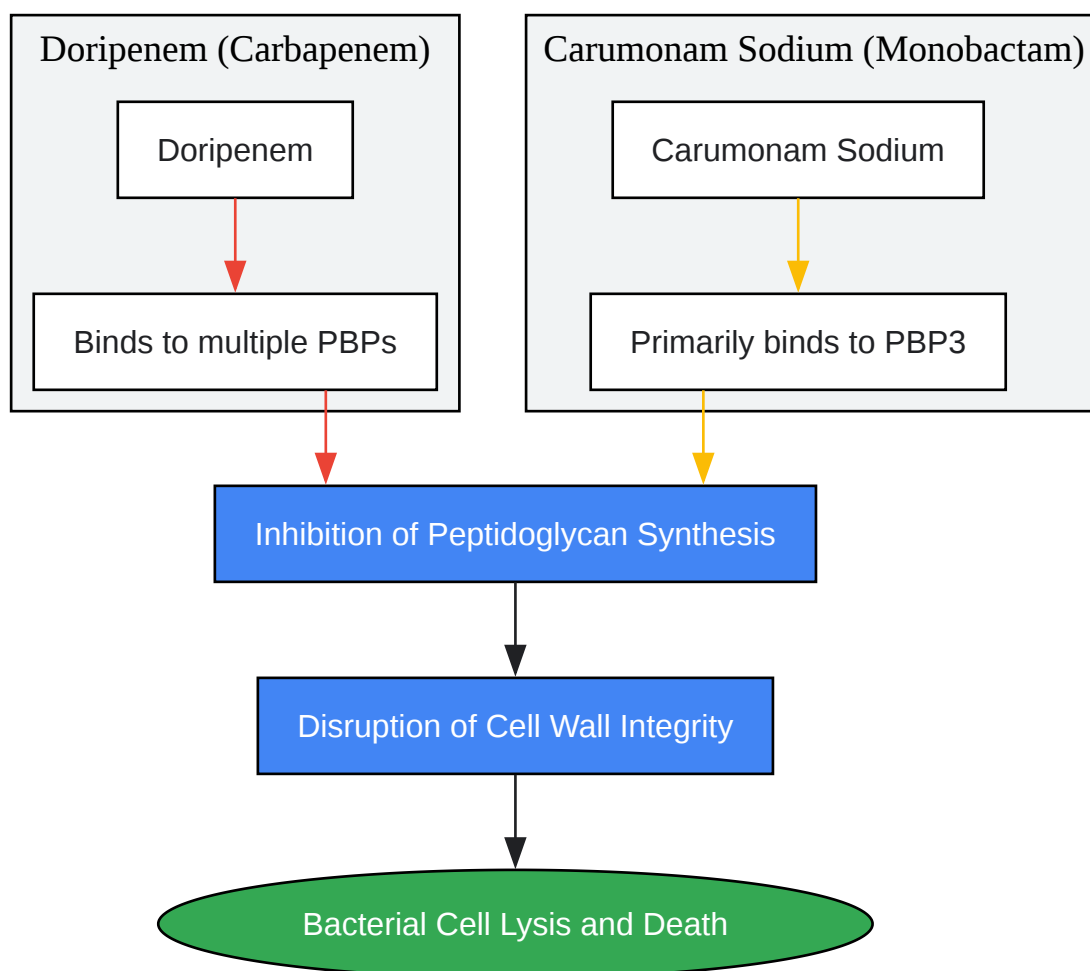 Doripenem (Carbapenem)
Doripenem
Binds to multiple PBPs
Carumonam Sodium (Monobactam)
Carumonam Sodium
Primarily binds to PBP3
Inhibition of Peptidoglycan Synthesis
Disruption of Cell Wall Integrity
Bacterial Cell Lysis and Death